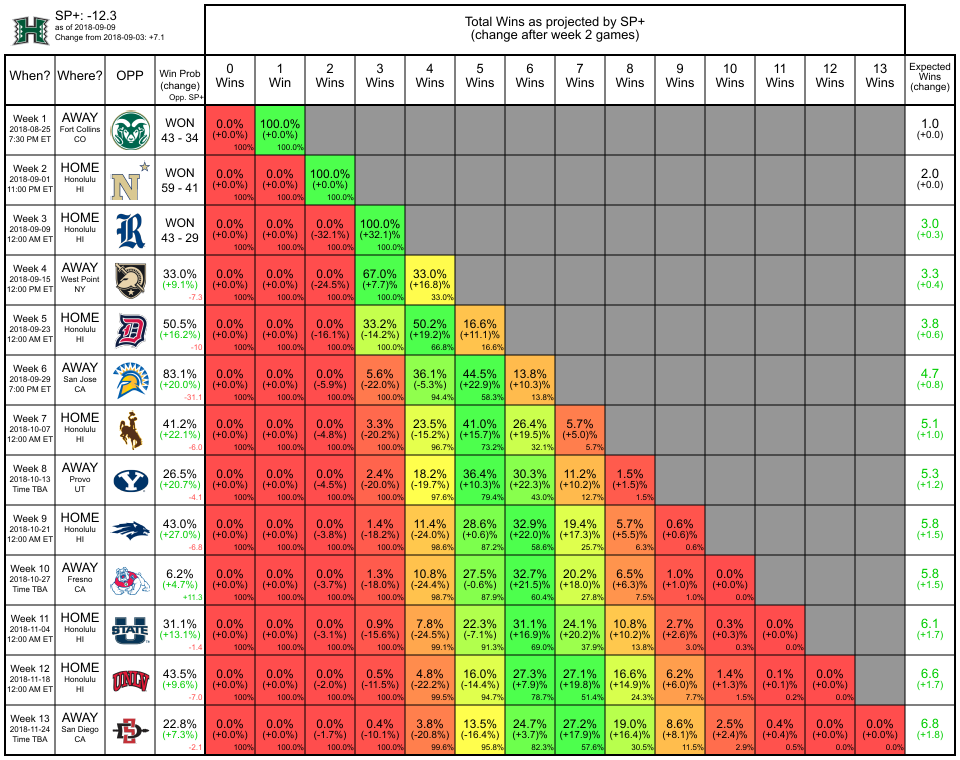 SP+: -12.3
as of 2018-09-09
Change from 2018-09-03: +7.1
Total Wins as projected by SP+
(change after week 2 games)
When? Where? OPP Win Prob (change) Opp. SP+ 0 Wins 1 Win 2 Wins 3 Wins 4 Wins 5 Wins 6 Wins 7 Wins 8 Wins 9 Wins 10 Wins 11 Wins 12 Wins 13 Wins Expected Wins (change)
Week 1 AWAY WON 0.0% 100.0% 1.0
2018-08-25 Fort Collins 43 - 34 (+0.0%) (+0.0%) (+0.0)
7:30 PM ET CO 100% 100.0%
Week 2 HOME N WON 0.0% 0.0% 100.0% 2.0
2018-09-01 Honolulu 59 - 41 (+0.0%) (+0.0%) (+0.0%) (+0.0)
11:00 PM ET HI 100% 100.0% 100.0%
Week 3 HOME R WON 0.0% 0.0% 0.0% 100.0% 3.0
2018-09-09 Honolulu 43 - 29 (+0.0%) (+0.0%) (-32.1%) (+32.1)% (+0.3)
12:00 AM ET HI 100% 100.0% 100.0% 100.0%
Week 4 AWAY 33.0% 0.0% 0.0% 0.0% 67.0% 33.0% 3.3
2018-09-15 West Point (+9.1%) (+0.0%) (+0.0%) (-24.5%) (+7.7)% (+16.8%) (+0.4)
12:00 PM ET NY -7.3 100% 100.0% 100.0% 100.0% 33.0%
Week 5 HOME D 50.5% 0.0% 0.0% 0.0% 33.2% 50.2% 16.6% 3.8
2018-09-23 Honolulu (+16.2%) (+0.0%) (+0.0%) (-16.1%) (-14.2%) (+19.2)% (+11.1%) (+0.6)
12:00 AM ET HI -10 100% 100.0% 100.0% 100.0% 66.8% 16.6%
Week 6 AWAY 83.1% 0.0% 0.0% 0.0% 5.6% 36.1% 44.5% 13.8% 4.7
2018-09-29 San Jose (+20.0%) (+0.0%) (+0.0%) (-5.9%) (-22.0%) (-5.3%) (+22.9)% (+10.3%) (+0.8)
7:00 PM ET CA -31.1 100% 100.0% 100.0% 100.0% 94.4% 58.3% 13.8%
Week 7 HOME 41.2% 0.0% 0.0% 0.0% 3.3% 23.5% 41.0% 26.4% 5.7% 5.1
2018-10-07 Honolulu (+22.1%) (+0.0%) (+0.0%) (-4.8%) (-20.2%) (-15.2%) (+15.7)% (+19.5%) (+5.0%) (+1.0)
12:00 AM ET HI -6.0 100% 100.0% 100.0% 100.0% 96.7% 73.2% 32.1% 5.7%
Week 8 AWAY Y 26.5% 0.0% 0.0% 0.0% 2.4% 18.2% 36.4% 30.3% 11.2% 1.5% 5.3
2018-10-13 Provo (+20.7%) (+0.0%) (+0.0%) (-4.5%) (-20.0%) (-19.7%) (+10.3)% (+22.3%) (+10.2%) (+1.5%) (+1.2)
Time TBA UT -4.1 100% 100.0% 100.0% 100.0% 97.6% 79.4% 43.0% 12.7% 1.5%
Week 9 HOME 43.0% 0.0% 0.0% 0.0% 1.4% 11.4% 28.6% 32.9% 19.4% 5.7% 0.6% 5.8
2018-10-21 Honolulu (+27.0%) (+0.0%) (+0.0%) (-3.8%) (-18.2%) (-24.0%) (+0.6)% (+22.0%) (+17.3%) (+5.5%) (+0.6%) (+1.5)
12:00 AM ET HI -6.8 100% 100.0% 100.0% 100.0% 98.6% 87.2% 58.6% 25.7% 6.3% 0.6%
Week 10 AWAY 6.2% 0.0% 0.0% 0.0% 1.3% 10.8% 27.5% 32.7% 20.2% 6.5% 1.0% 0.0% 5.8
2018-10-27 Fresno (+4.7%) (+0.0%) (+0.0%) (-3.7%) (-18.0%) (-24.4%) (-0.6%) (+21.5)% (+18.0%) (+6.3%) (+1.0%) (+0.0%) (+1.5)
Time TBA CA +11.3 100% 100.0% 100.0% 100.0% 98.7% 87.9% 60.4% 27.8% 7.5% 1.0% 0.0%
Week 11 HOME U STATE 31.1% 0.0% 0.0% 0.0% 0.9% 7.8% 22.3% 31.1% 24.1% 10.8% 2.7% 0.3% 0.0% 6.1
2018-11-04 Honolulu (+13.1%) (+0.0%) (+0.0%) (-3.1%) (-15.6%) (-24.5%) (-7.1%) (+16.9)% (+20.2%) (+10.2%) (+2.6%) (+0.3%) (+0.0%) (+1.7)
12:00 AM ET HI -1.4 100% 100.0% 100.0% 100.0% 99.1% 91.3% 69.0% 37.9% 13.8% 3.0% 0.3% 0.0%
Week 12 HOME UNLV 43.5% 0.0% 0.0% 0.0% 0.5% 4.8% 16.0% 27.3% 27.1% 16.6% 6.2% 1.4% 0.1% 0.0% 6.6
2018-11-18 Honolulu (+9.6%) (+0.0%) (+0.0%) (-2.0%) (-11.5%) (-22.2%) (-14.4%) (+7.9)% (+19.8)% (+14.9%) (+6.0%) (+1.3%) (+0.1%) (+0.0%) (+1.7)
12:00 AM ET HI -7.0 100% 100.0% 100.0% 100.0% 99.5% 94.7% 78.7% 51.4% 24.3% 7.7% 1.5% 0.2% 0.0%
Week 13 AWAY SD 22.8% 0.0% 0.0% 0.0% 0.4% 3.8% 13.5% 24.7% 27.2% 19.0% 8.6% 2.5% 0.4% 0.0% 0.0% 6.8
2018-11-24 San Diego (+7.3%) (+0.0%) (+0.0%) (-1.7%) (-10.1%) (-20.8%) (-16.4%) (+3.7)% (+17.9)% (+16.4%) (+8.1%) (+2.4%) (+0.4%) (+0.0%) (+0.0%) (+1.8)
Time TBA CA -2.1 100% 100.0% 100.0% 100.0% 99.6% 95.8% 82.3% 57.6% 30.5% 11.5% 2.9% 0.5% 0.0% 0.0%